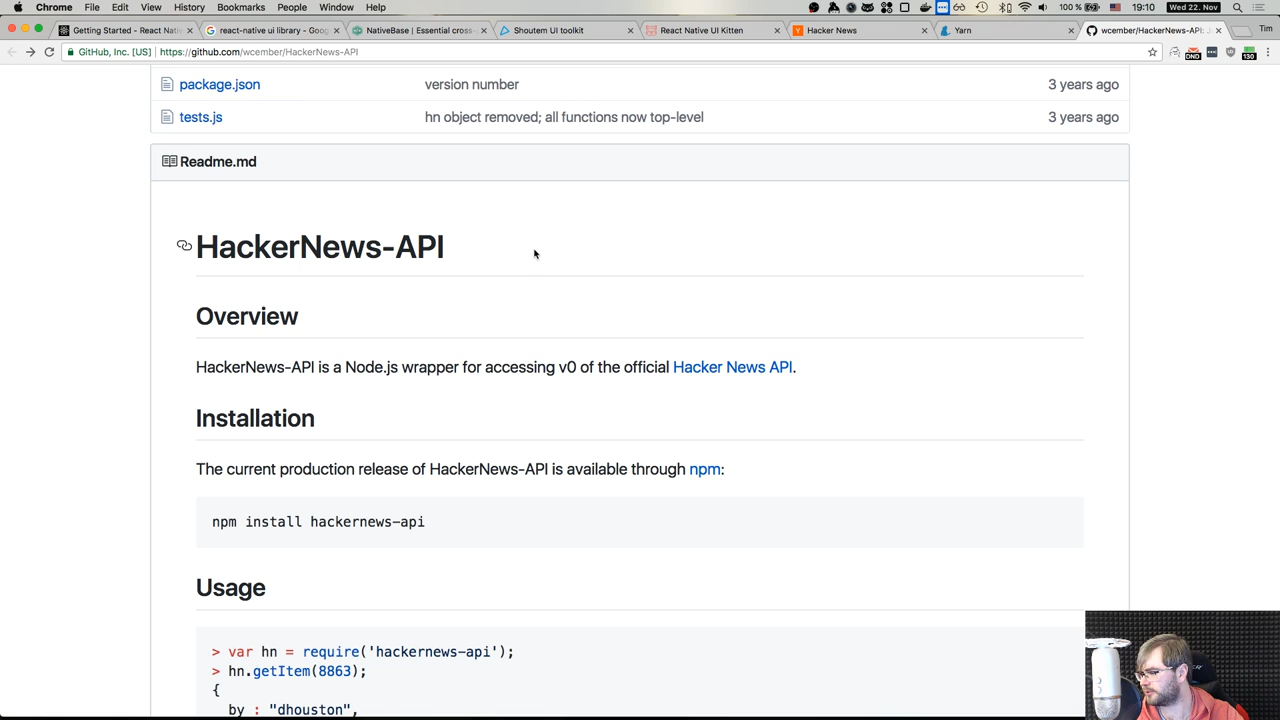 Chrome File Edit View History Bookmarks People Window Help 100 % Wed 22. Nov 19:10
Getting Started - React Nativ
react-native ui library - Goog
NativeBase | Essential cross-
Shoutem UI toolkit
React Native UI Kitten
Hacker News
Yarn
wcember/HackerNews-API: J
Tim
GitHub, Inc. [US] https://github.com/wcember/HackerNews-API
DND
130
package.json version number 3 years ago
tests.js hn object removed; all functions now top-level 3 years ago
Readme.md
HackerNews-API
Overview
HackerNews-API is a Node.js wrapper for accessing v0 of the official Hacker News API.
Installation
The current production release of HackerNews-API is available through npm:
npm install hackernews-api
Usage
> var hn = require('hackernews-api');
> hn.getItem(8863);
{
by : "dhouston",